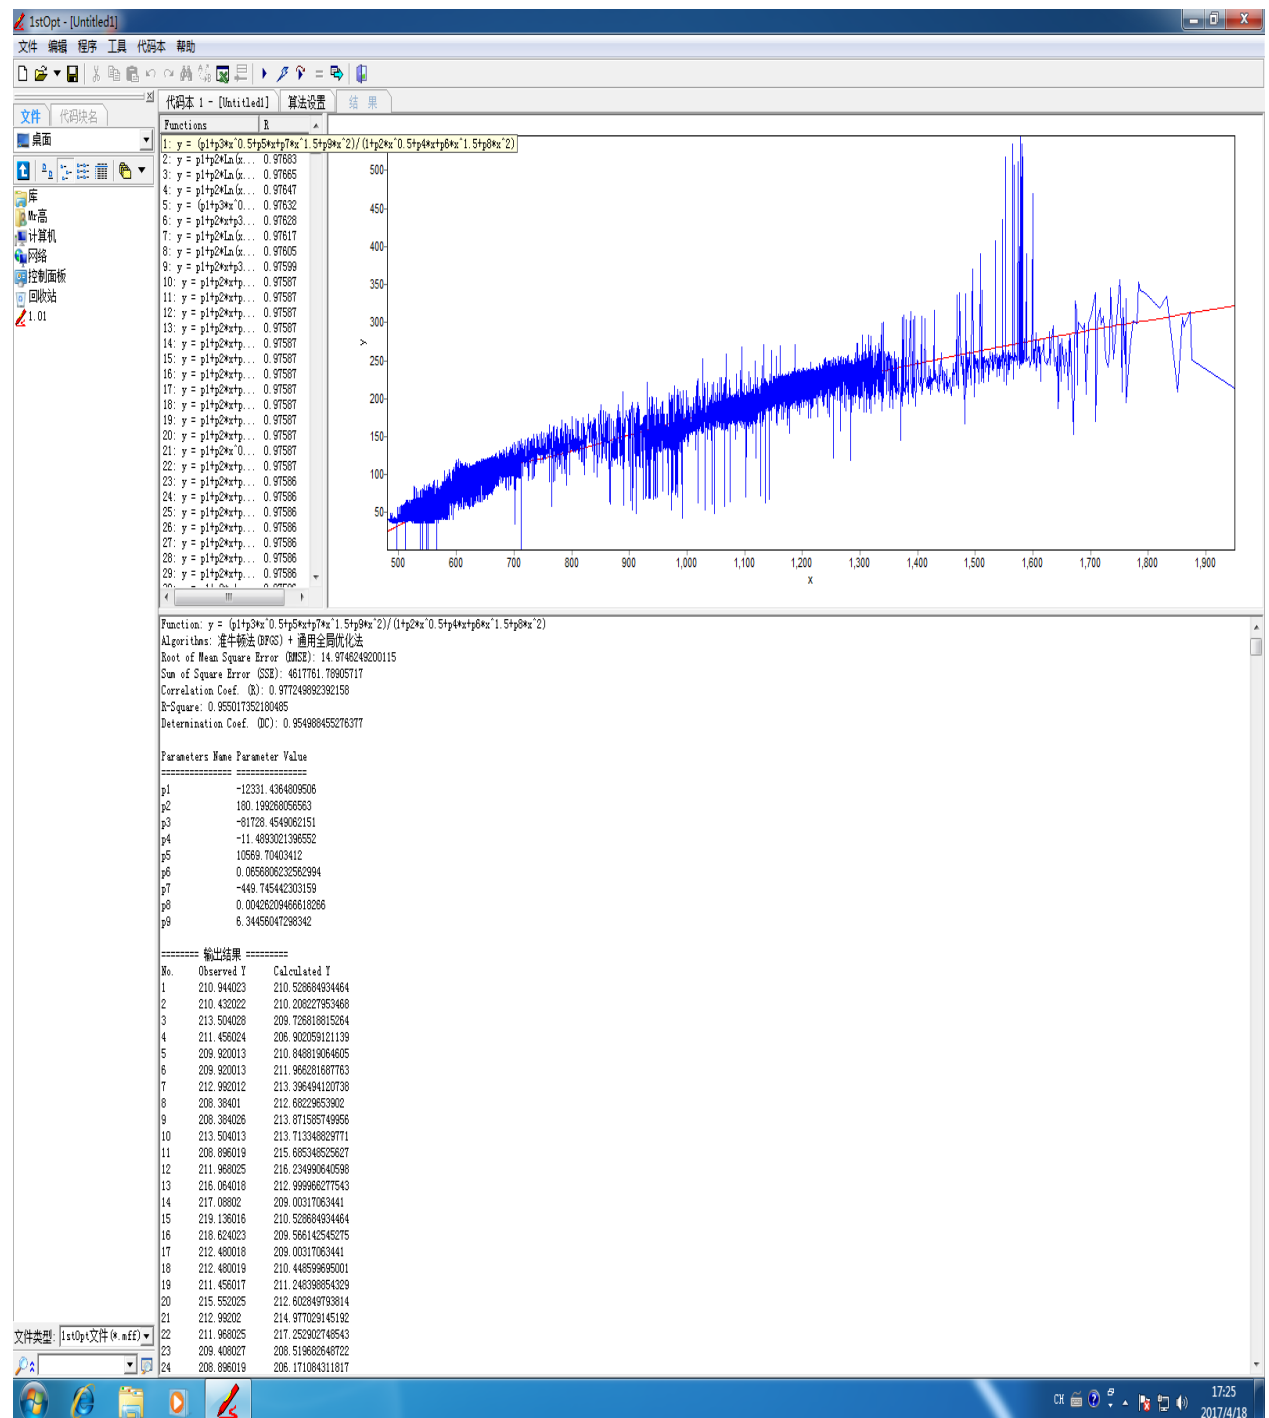 1stOpt - [Untitled1]
文件 编辑 程序 工具 代码本 帮助
文件 代码块名
桌面
库
Mr高
计算机
网络
控制面板
回收站
1.01
文件类型: 1stOpt文件(*.mff)
代码本 1 - [Untitled1] 算法设置 结 果
Functions R
1: y = (p1+p3*x^0.5+p5*x+p7*x^1.5+p9*x^2)/(1+p2*x^0.5+p4*x+p6*x^1.5+p8*x^2)
2: y = p1+p2*Ln(x... 0.97683
3: y = p1+p2*Ln(x... 0.97665
4: y = p1+p2*Ln(x... 0.97647
5: y = (p1+p3*x^0... 0.97632
6: y = p1+p2*x+p3... 0.97628
7: y = p1+p2*Ln(x... 0.97617
8: y = p1+p2*Ln(x... 0.97605
9: y = p1+p2*x+p3... 0.97599
10: y = p1+p2*x+p... 0.97587
11: y = p1+p2*x+p... 0.97587
12: y = p1+p2*x+p... 0.97587
13: y = p1+p2*x+p... 0.97587
14: y = p1+p2*x+p... 0.97587
15: y = p1+p2*x+p... 0.97587
16: y = p1+p2*x+p... 0.97587
17: y = p1+p2*x+p... 0.97587
18: y = p1+p2*x+p... 0.97587
19: y = p1+p2*x+p... 0.97587
20: y = p1+p2*x+p... 0.97587
21: y = p1+p2*x^0... 0.97587
22: y = p1+p2*x+p... 0.97587
23: y = p1+p2*x+p... 0.97586
24: y = p1+p2*x+p... 0.97586
25: y = p1+p2*x+p... 0.97586
26: y = p1+p2*x+p... 0.97586
27: y = p1+p2*x+p... 0.97586
28: y = p1+p2*x+p... 0.97586
29: y = p1+p2*x+p... 0.97586
500
450
400
350
300
Y
250
200
150
100
50
500 600 700 800 900 1,000 1,100 1,200 1,300 1,400 1,500 1,600 1,700 1,800 1,900
X
Function: y = (p1+p3*x^0.5+p5*x+p7*x^1.5+p9*x^2)/(1+p2*x^0.5+p4*x+p6*x^1.5+p8*x^2)
Algorithms: 准牛顿法(BFGS) + 通用全局优化法
Root of Mean Square Error (RMSE): 14.9746249200115
Sum of Square Error (SSE): 4617761.78905717
Correlation Coef. (R): 0.977249892392158
R-Square: 0.955017352180485
Determination Coef. (DC): 0.954988455276377
Parameters Name Parameter Value
=============== ===============
p1 -12331.4364809506
p2 180.199268056563
p3 -81728.4549062151
p4 -11.4893021396552
p5 10569.70403412
p6 0.0656806232562994
p7 -449.745442303159
p8 0.00426209466618266
p9 6.34456047298342
======== 输出结果 =========
No. Observed Y Calculated Y
1 210.944023 210.528684934464
2 210.432022 210.208227953468
3 213.504028 209.726818815264
4 211.456024 206.902059121139
5 209.920013 210.848819064605
6 209.920013 211.966281687763
7 212.992012 213.396494120738
8 208.38401 212.68229653902
9 208.384026 213.871585749956
10 213.504013 213.713348829771
11 208.896019 215.685348525627
12 211.968025 216.234990640598
13 216.064018 212.999966277543
14 217.08802 209.00317063441
15 219.136016 210.528684934464
16 218.624023 209.566142545275
17 212.480018 209.00317063441
18 212.480019 210.448599695001
19 211.456017 211.248398854329
20 215.552025 212.602849793814
21 212.99202 214.977029145192
22 211.968025 217.252902748543
23 209.408027 208.519682648722
24 208.896019 206.171084311817
CH
17:25
2017/4/18